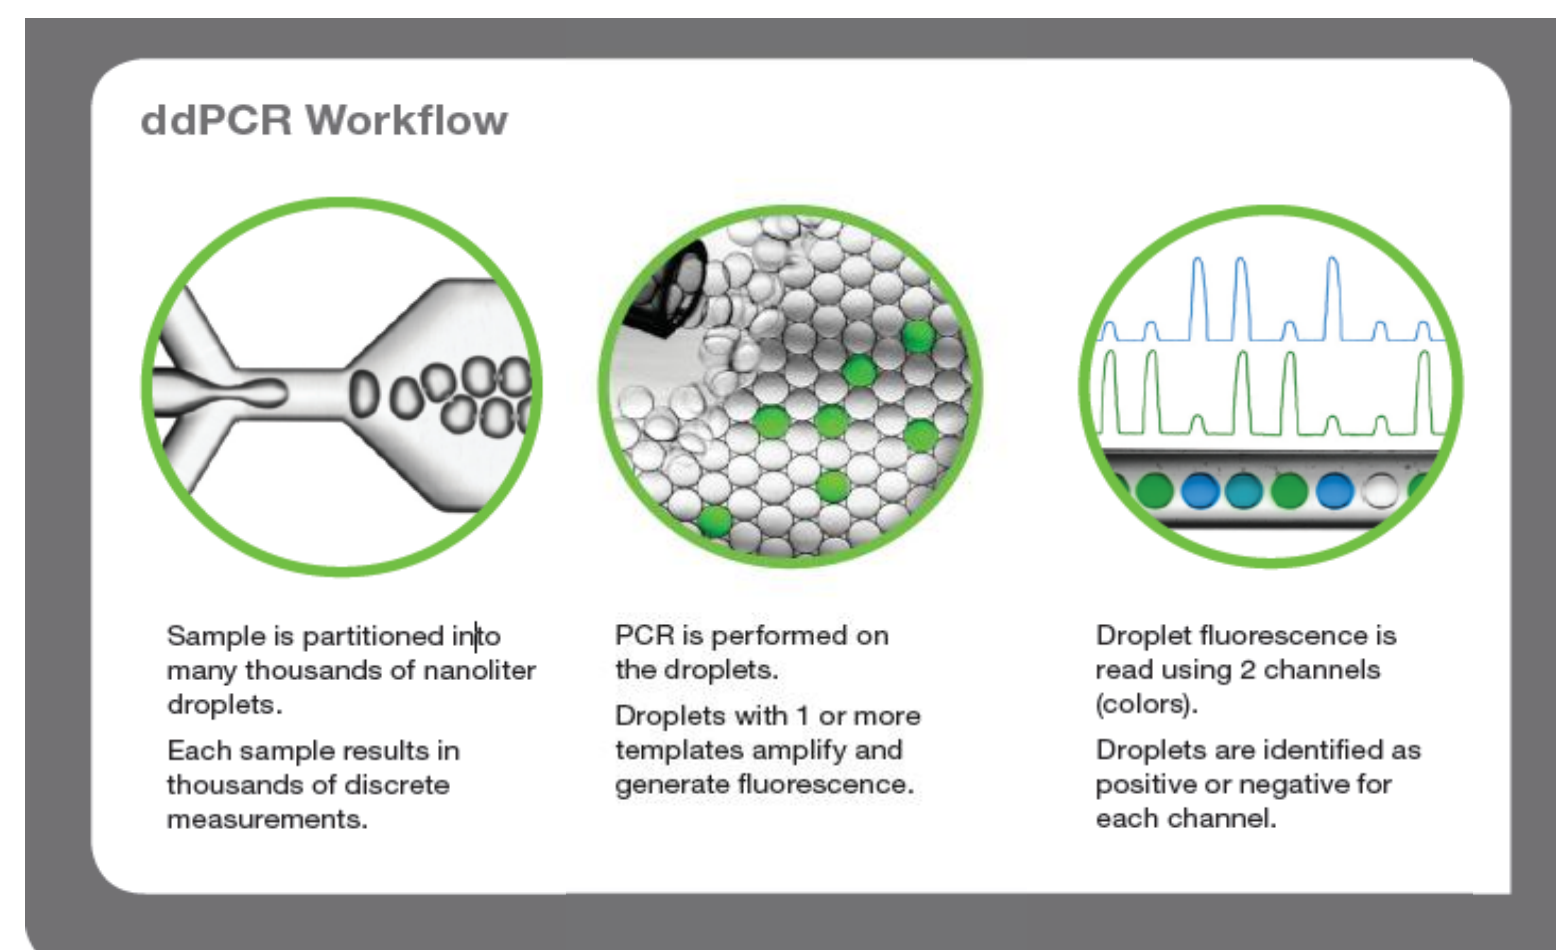 ddPCR Workflow
Sample is partitioned into
many thousands of nanoliter
droplets.
Each sample results in
thousands of discrete
measurements.
PCR is performed on
the droplets.
Droplets with 1 or more
templates amplify and
generate fluorescence.
Droplet fluorescence is
read using 2 channels
(colors).
Droplets are identified as
positive or negative for
each channel.